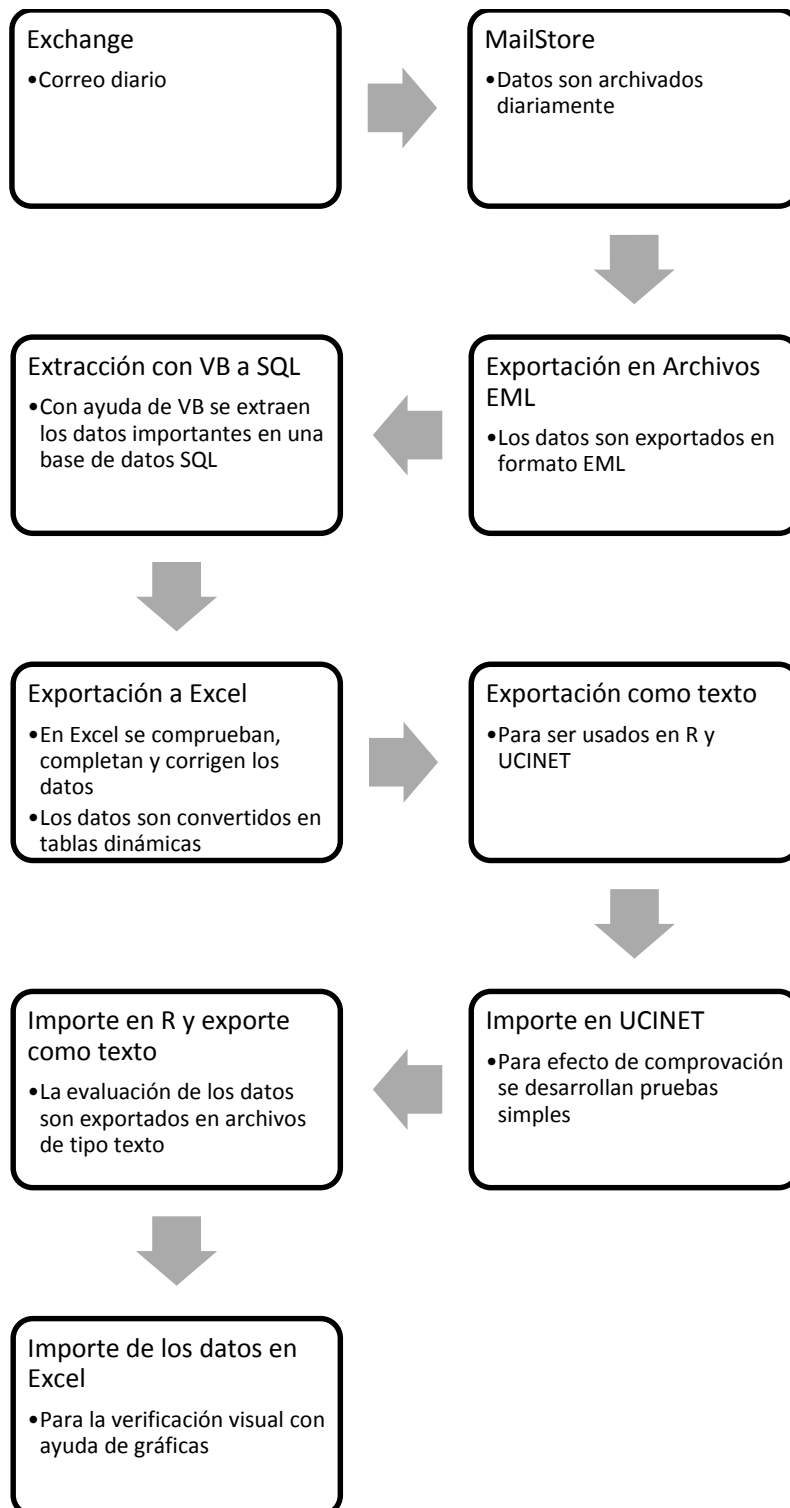 Exchange
•Correo diario
MailStore
•Datos son archivados
diariamente
Extracción con VB a SQL
•Con ayuda de VB se extraen
los datos importantes en una
base de datos SQL
Exportación en Archivos
EML
•Los datos son exportados en
formato EML
Exportación a Excel
•En Excel se comprueban,
completan y corrigen los
datos
•Los datos son convertidos en
tablas dinámicas
Exportación como texto
•Para ser usados en R y
UCINET
Importe en R y exporte
como texto
•La evaluación de los datos
son exportados en archivos
de tipo texto
Importe en UCINET
•Para efecto de comprovación
se desarrollan pruebas
simples
Importe de los datos en
Excel
•Para la verificación visual con
ayuda de gráficas